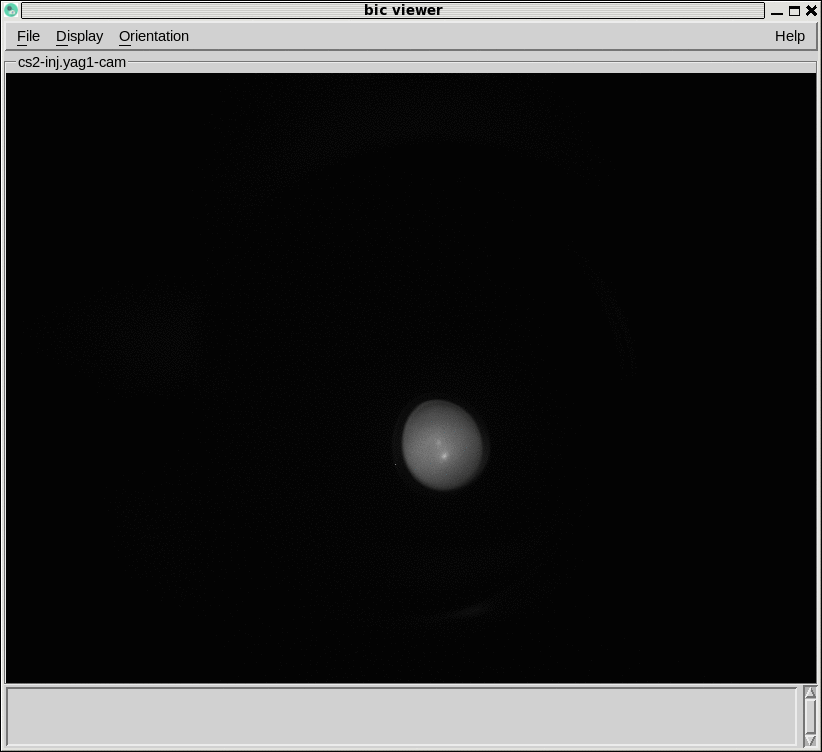 bic viewer
File Display Orientation Help
cs2-inj.yag1-cam